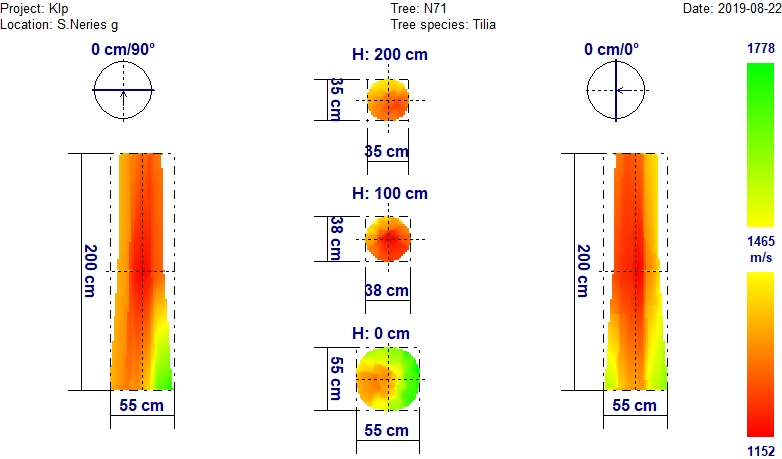 Project: Klp
Tree: N71
Date: 2019-08-22
Location: S.Neries g
Tree species: Tilia
0 cm/90°
H: 200 cm
0 cm/0°
1778
35 cm
35 cm
H: 100 cm
38 cm
38 cm
200 cm
200 cm
1465
m/s
H: 0 cm
55 cm
55 cm
55 cm
55 cm
1152